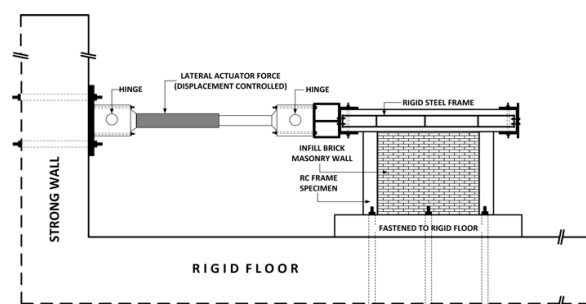 HINGE
LATERAL ACTUATOR FORCE
(DISPLACEMENT CONTROLLED)
HINGE
RIGID STEEL FRAME
INFILL BRICK
MASONRY WALL
RC FRAME
SPECIMEN
STRONG WALL
FASTENED TO RIGID FLOOR
RIGID FLOOR